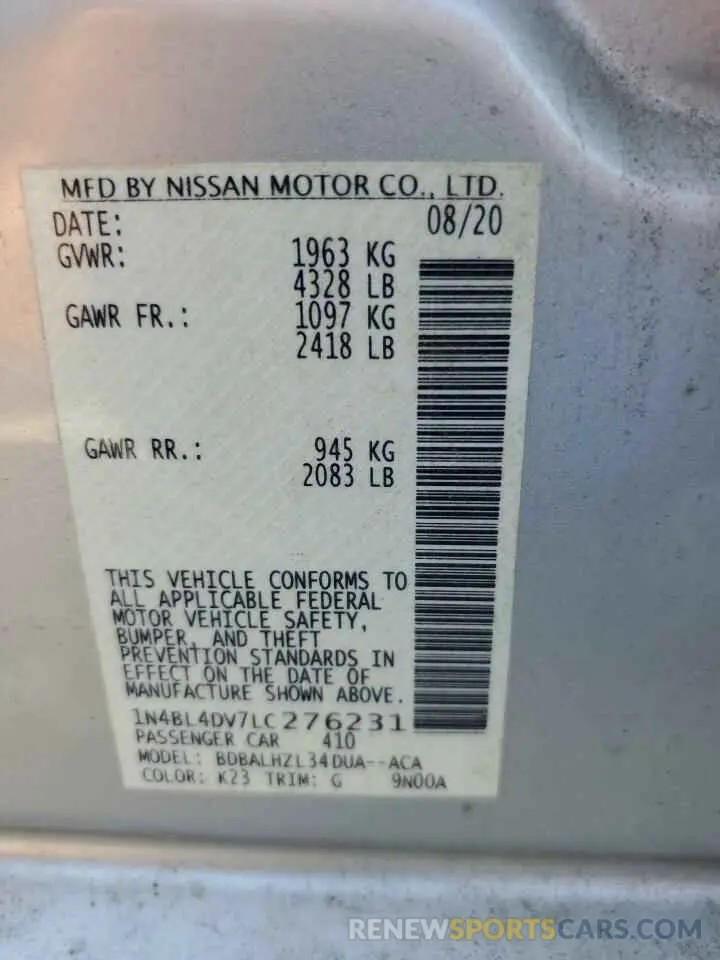 MFD BY NISSAN MOTOR CO., LTD.
DATE: 08/20
GVWR: 1963 KG
4328 LB
GAWR FR.: 1097 KG
2418 LB
GAWR RR.: 945 KG
2083 LB
THIS VEHICLE CONFORMS TO
ALL APPLICABLE FEDERAL
MOTOR VEHICLE SAFETY,
BUMPER, AND THEFT
PREVENTION STANDARDS IN
EFFECT ON THE DATE OF
MANUFACTURE SHOWN ABOVE.
1N4BL4DV7LC276231
PASSENGER CAR 410
MODEL: BDBALHZL34DUA--ACA
COLOR: K23 TRIM: G 9N00A
RENEWSPORTSCARS.COM